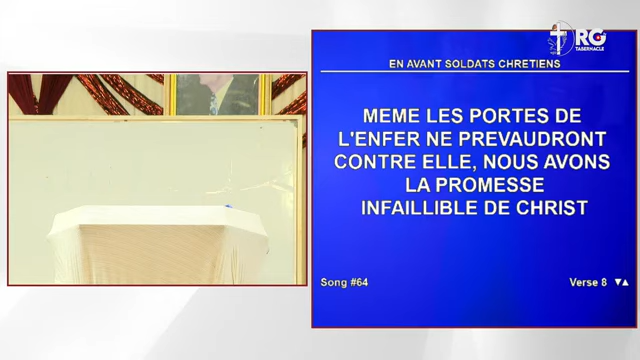 RG
TABERNACLE
EN AVANT SOLDATS CHRETIENS
MEME LES PORTES DE
L'ENFER NE PREVAUDRONT
CONTRE ELLE, NOUS AVONS
LA PROMESSE
INFAILLIBLE DE CHRIST
Song #64
Verse 8